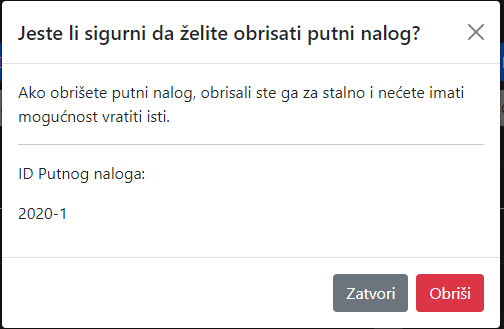 Jeste li sigurni da želite obrisati putni nalog?
Ako obrišete putni nalog, obrisali ste ga za stalno i nećete imati
mogućnost vratiti isti.
ID Putnog naloga:
2020-1
Zatvori
Obriši